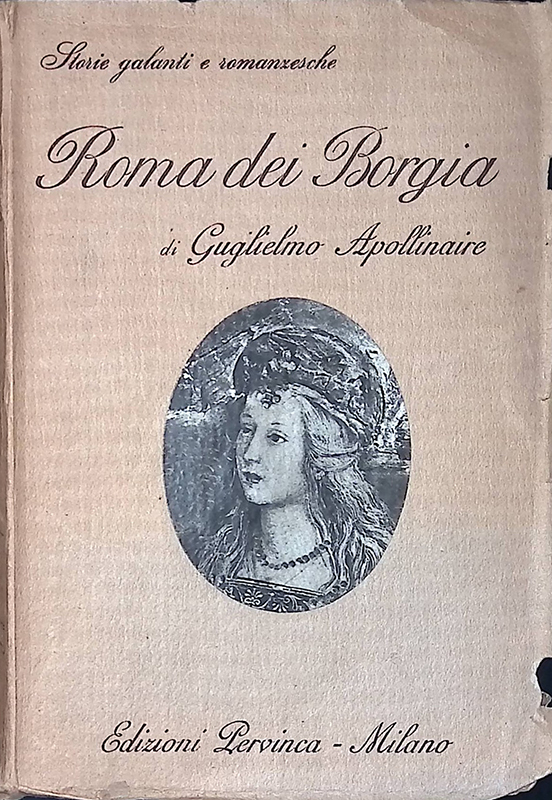 Storie galanti e romanzesche
Roma dei Borgia
di Guglielmo Apollinaire
Edizioni Pervinca - Milano